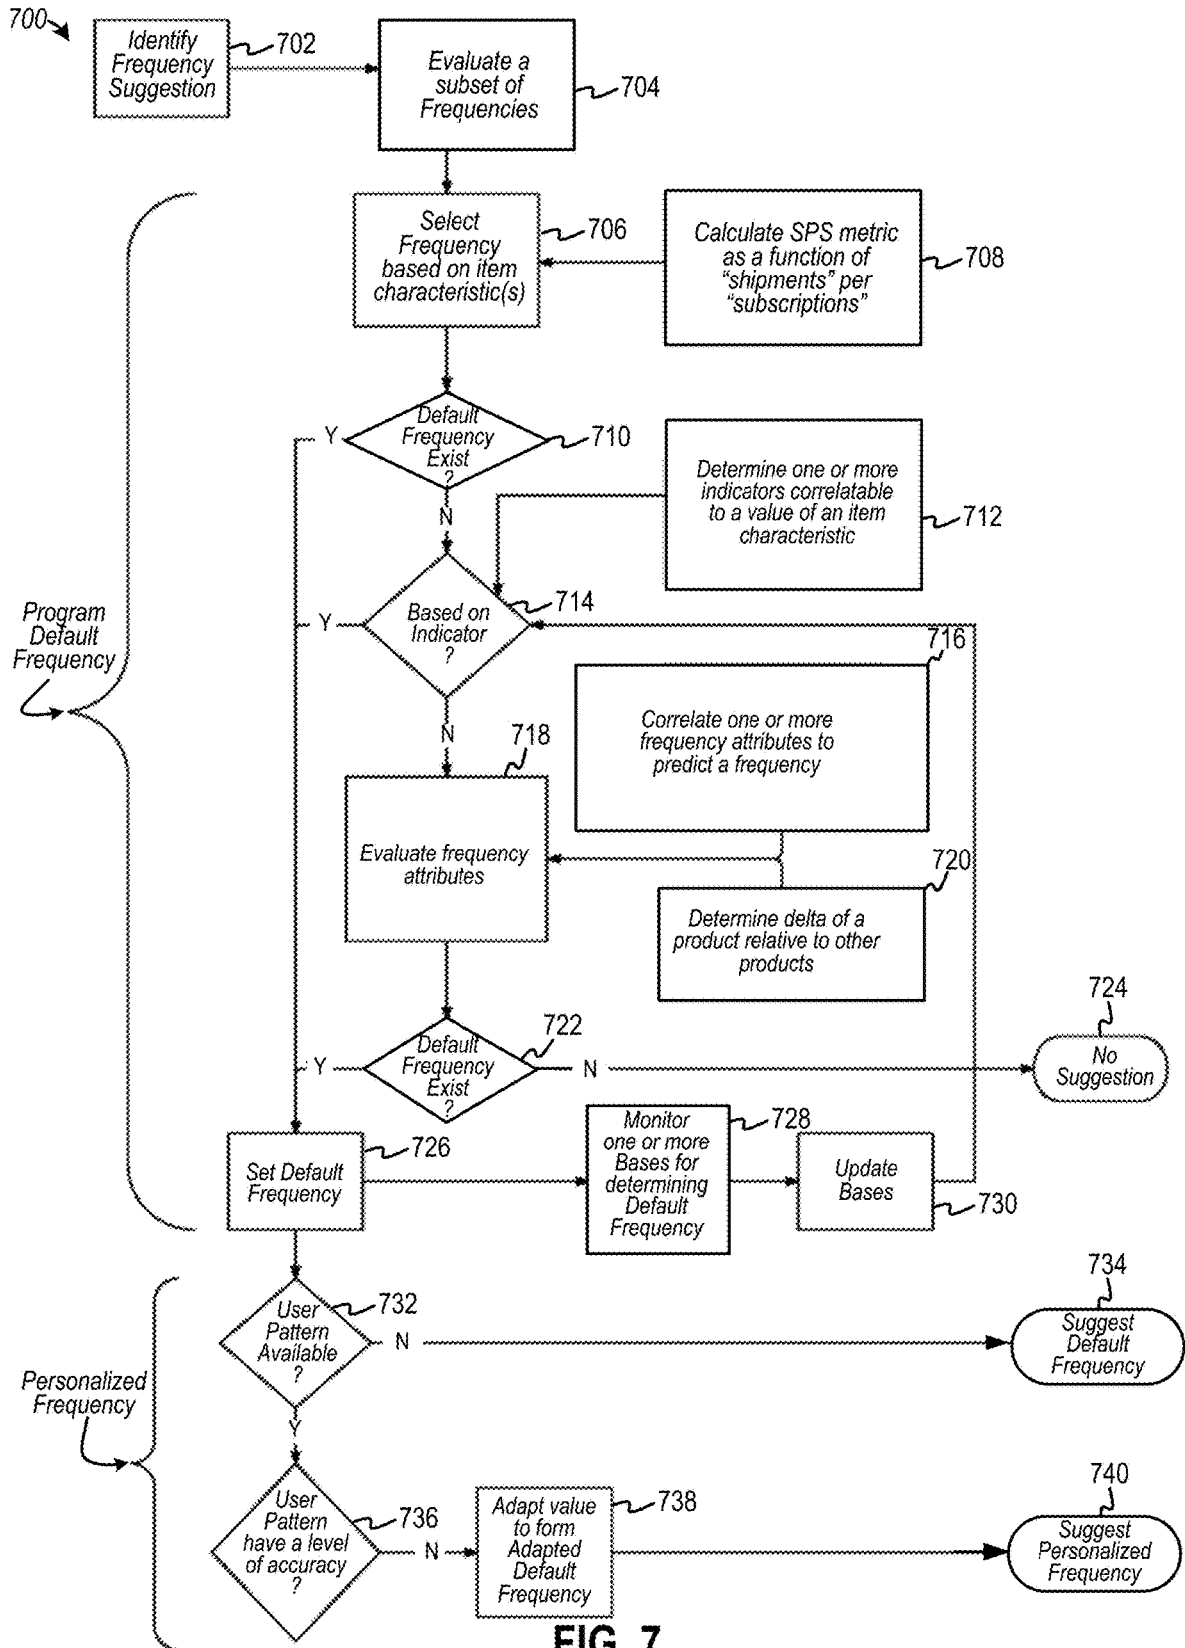 700
Identify
Frequency
Suggestion
702
Evaluate a
subset of
Frequencies
704
Select
Frequency
based on item
characteristic(s)
706
Calculate SPS metric
as a function of
"shipments" per
"subscriptions"
708
Default
Frequency
Exist
?
710
Y
N
Determine one or more
indicators correlatable
to a value of an item
characteristic
712
Based on
Indicator
?
714
Y
N
Program
Default
Frequency
716
Correlate one or more
frequency attributes to
predict a frequency
718
Evaluate frequency
attributes
720
Determine delta of a
product relative to other
products
Default
Frequency
Exist
?
722
Y
N
724
No
Suggestion
Set Default
Frequency
726
Monitor
one or more
Bases for
determining
Default
Frequency
728
Update
Bases
730
User
Pattern
Available
?
732
N
Y
734
Suggest
Default
Frequency
Personalized
Frequency
User
Pattern
have a level
of accuracy
?
736
N
Adapt value
to form
Adapted
Default
Frequency
738
740
Suggest
Personalized
Frequency
FIG. 7